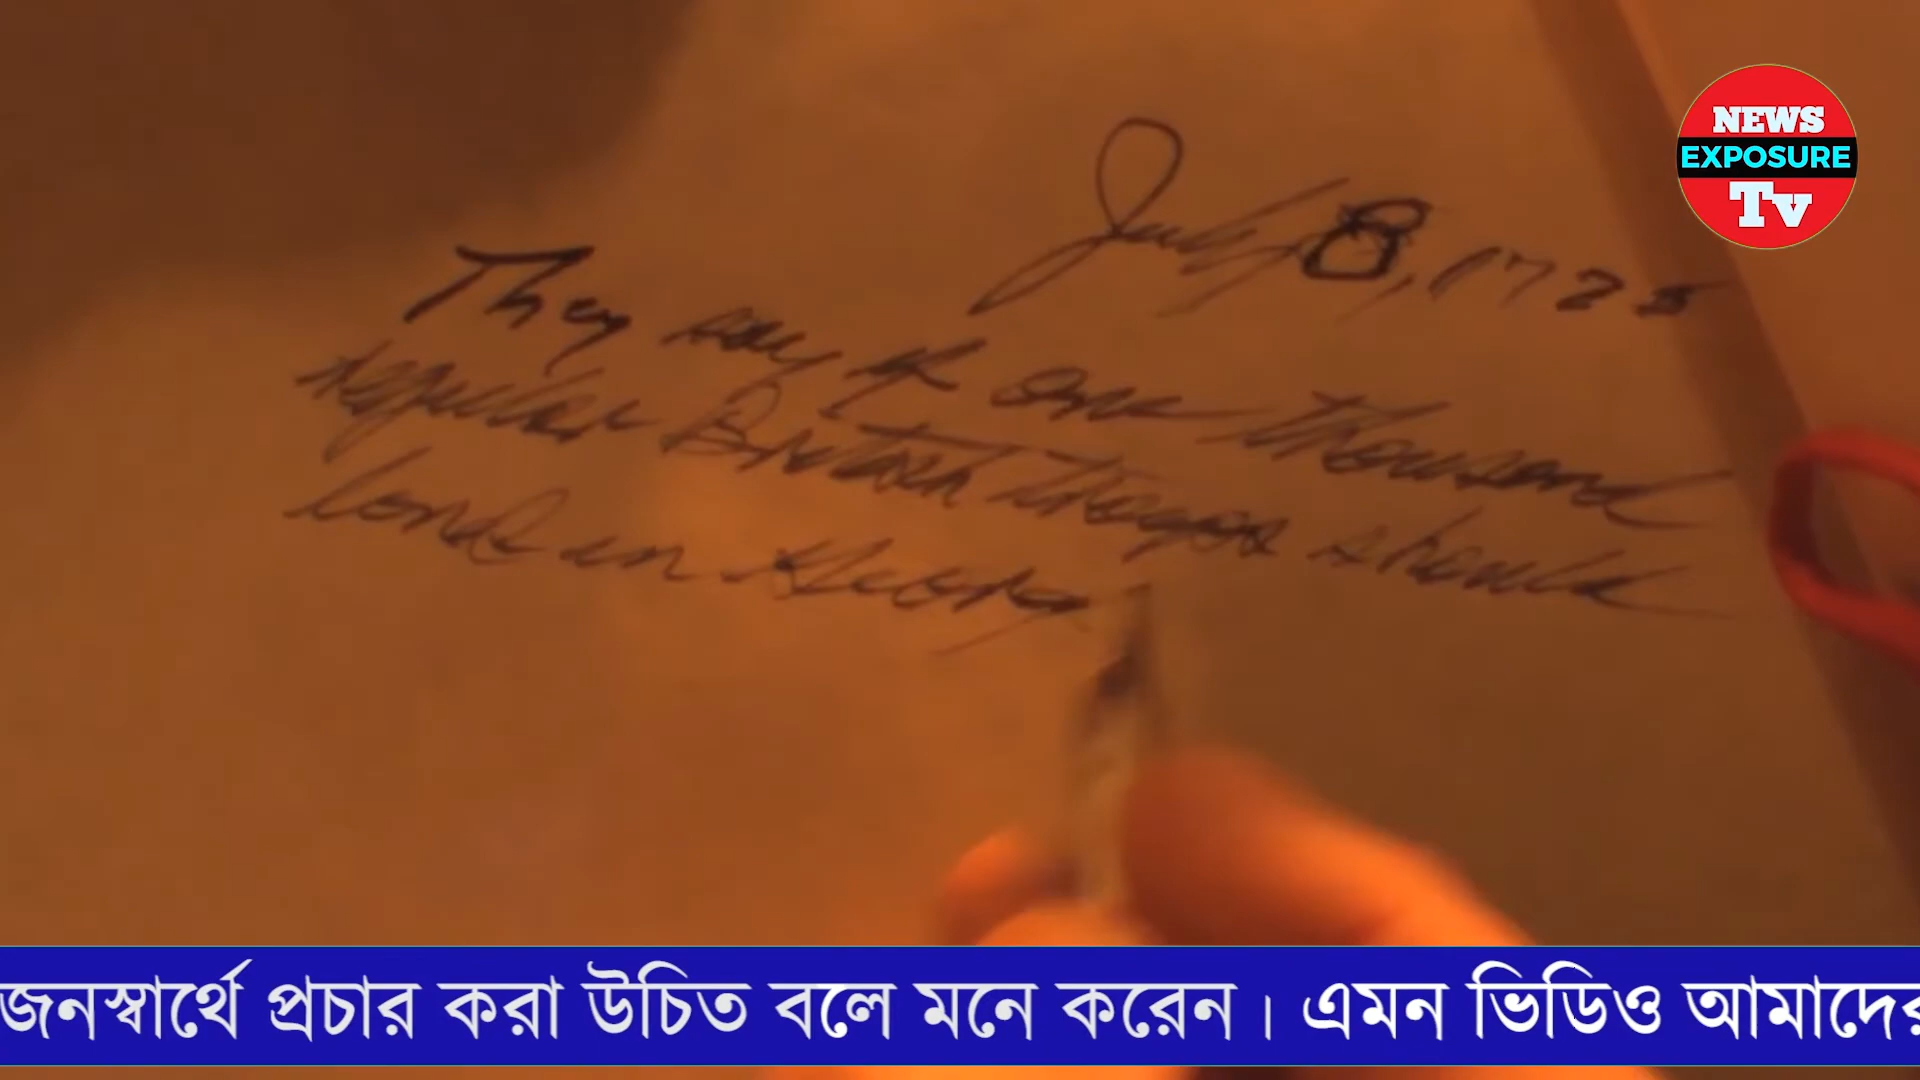 NEWS
EXPOSURE
Tv
July 8, 1775
They say if one thousand
regular British troops should
land in Georg
জনস্বার্থে প্রচার করা উচিত বলে মনে করেন। এমন ভিডিও আমাদের